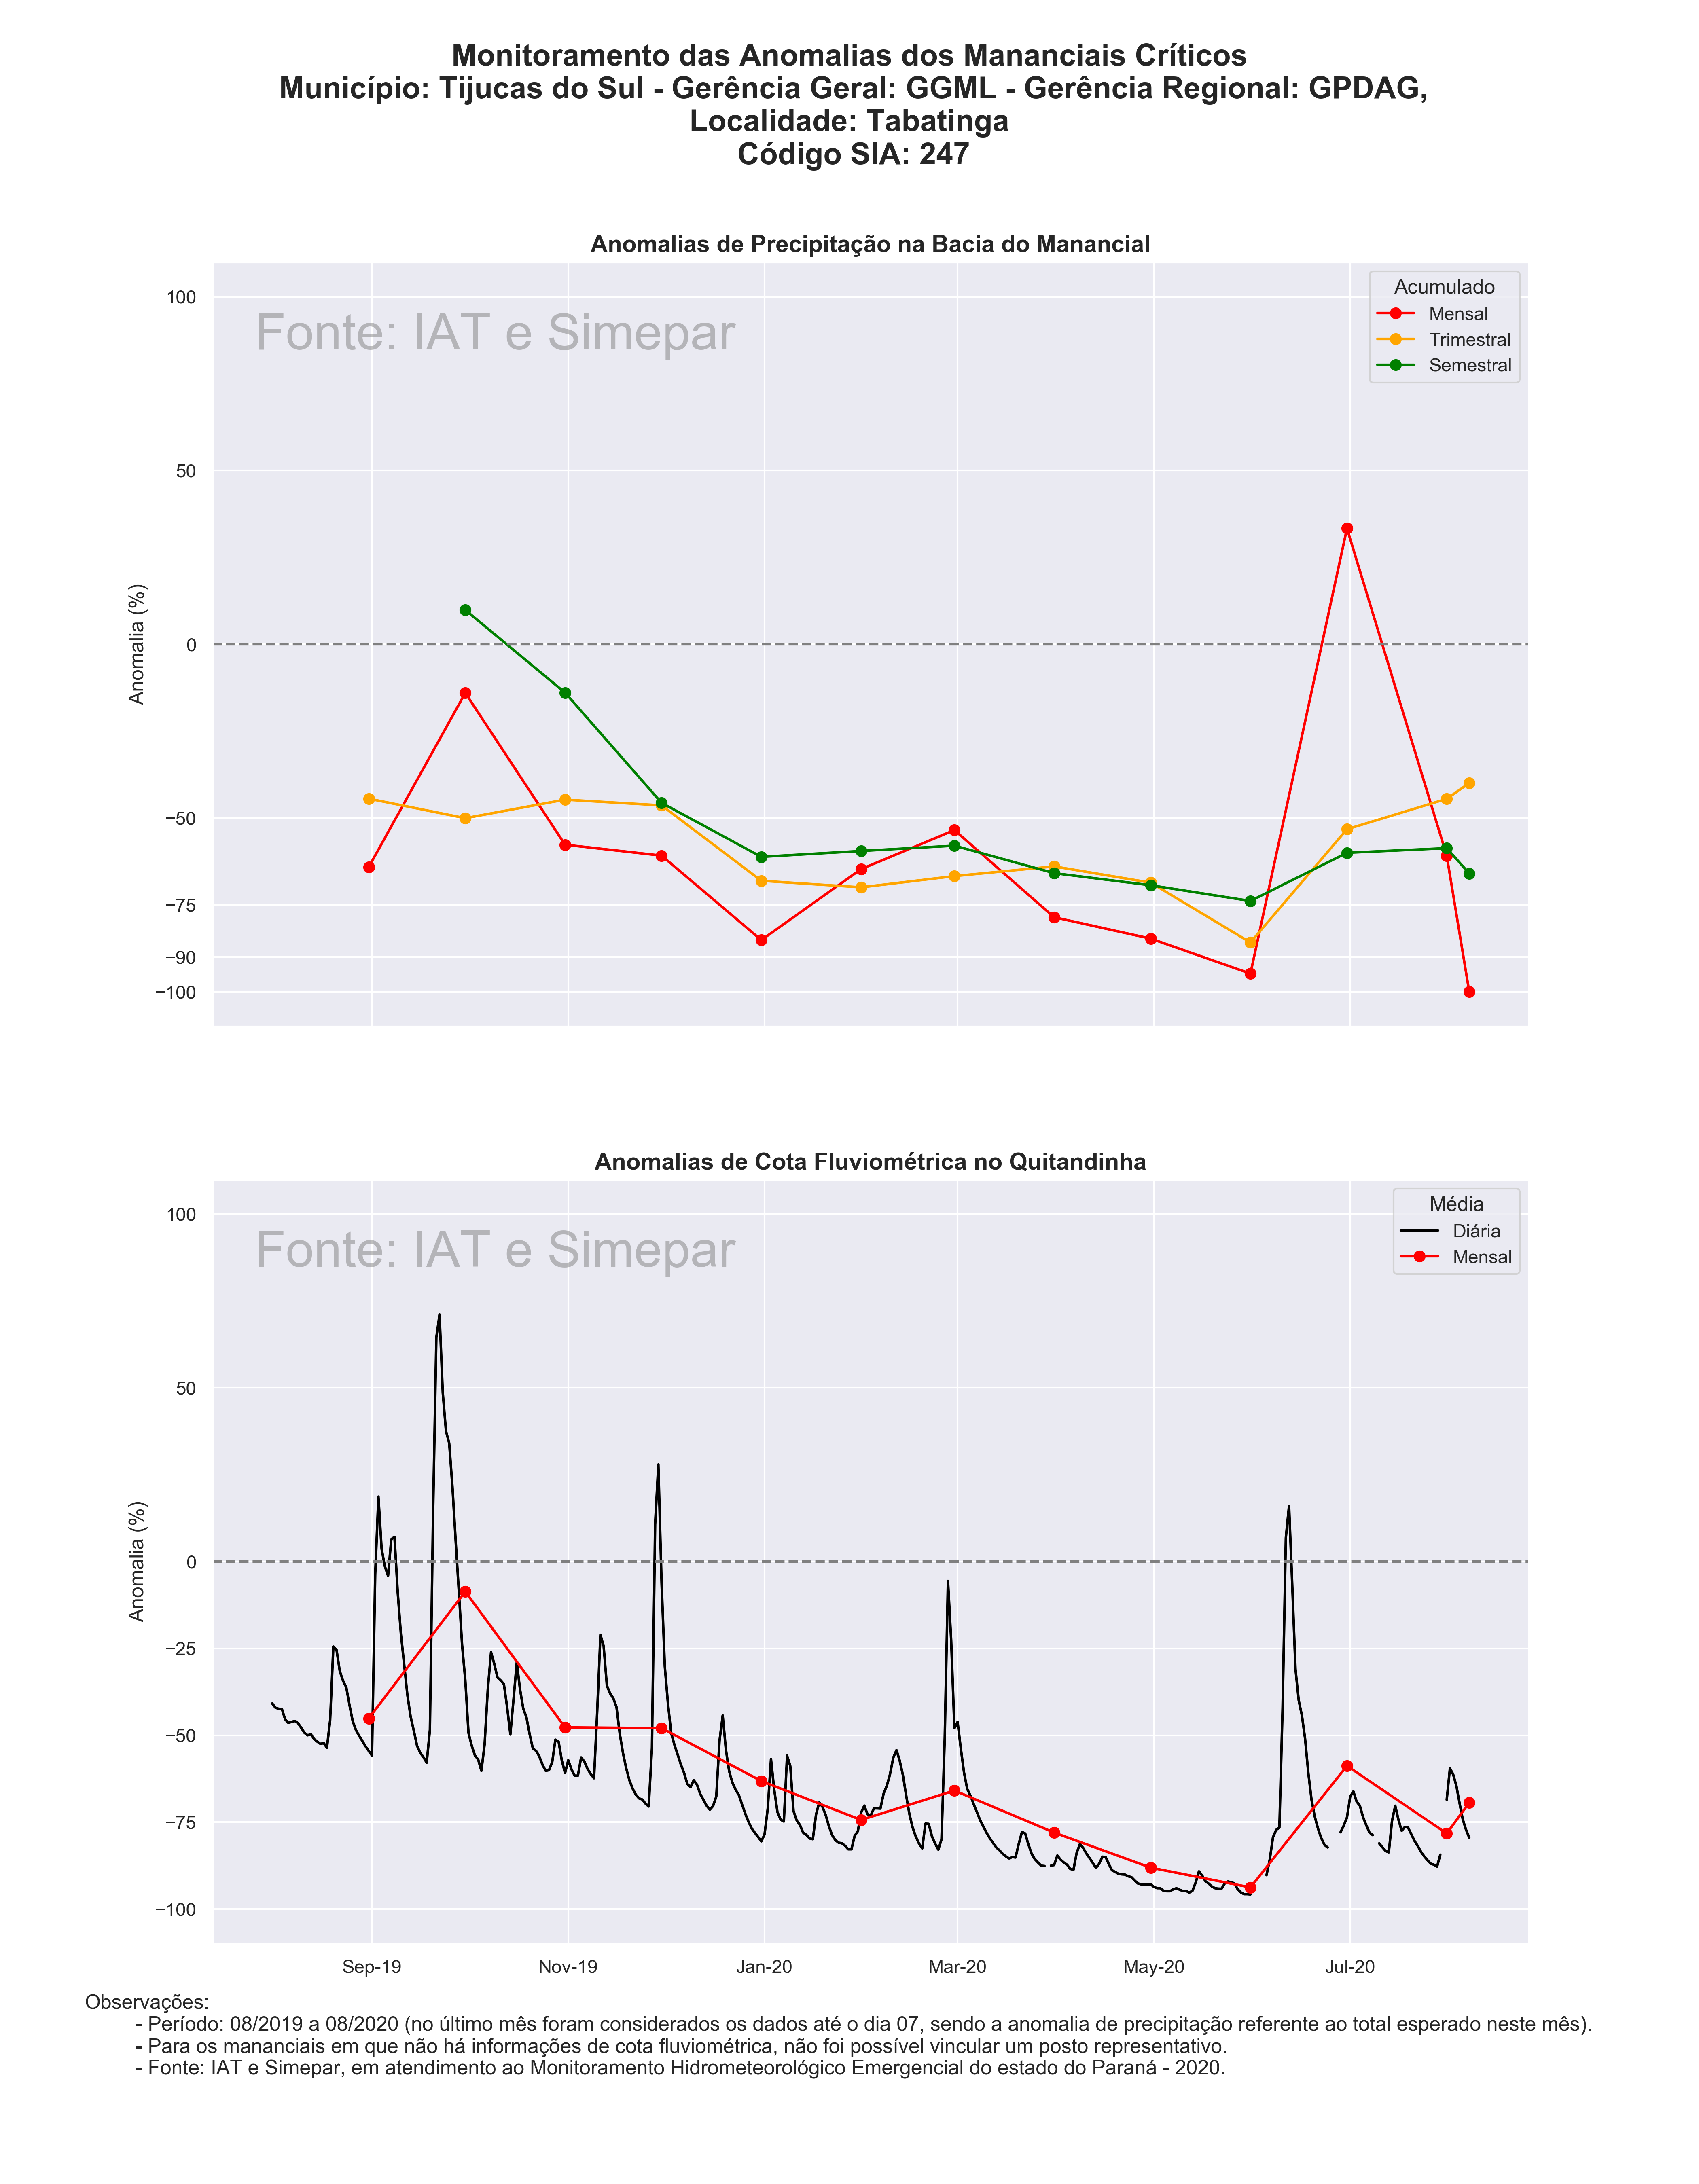 Monitoramento das Anomalias dos Mananciais Críticos
Município: Tijucas do Sul - Gerência Geral: GGML - Gerência Regional: GPDAG,
Localidade: Tabatinga
Código SIA: 247
Anomalias de Precipitação na Bacia do Manancial
Fonte: IAT e Simepar
Acumulado
Mensal
Trimestral
Semestral
Anomalia (%)
100
50
0
−50
−75
−90
−100
Anomalias de Cota Fluviométrica no Quitandinha
Fonte: IAT e Simepar
Média
Diária
Mensal
Anomalia (%)
100
50
0
−25
−50
−75
−100
Sep-19 Nov-19 Jan-20 Mar-20 May-20 Jul-20
Observações:
- Período: 08/2019 a 08/2020 (no último mês foram considerados os dados até o dia 07, sendo a anomalia de precipitação referente ao total esperado neste mês).
- Para os mananciais em que não há informações de cota fluviométrica, não foi possível vincular um posto representativo.
- Fonte: IAT e Simepar, em atendimento ao Monitoramento Hidrometeorológico Emergencial do estado do Paraná - 2020.